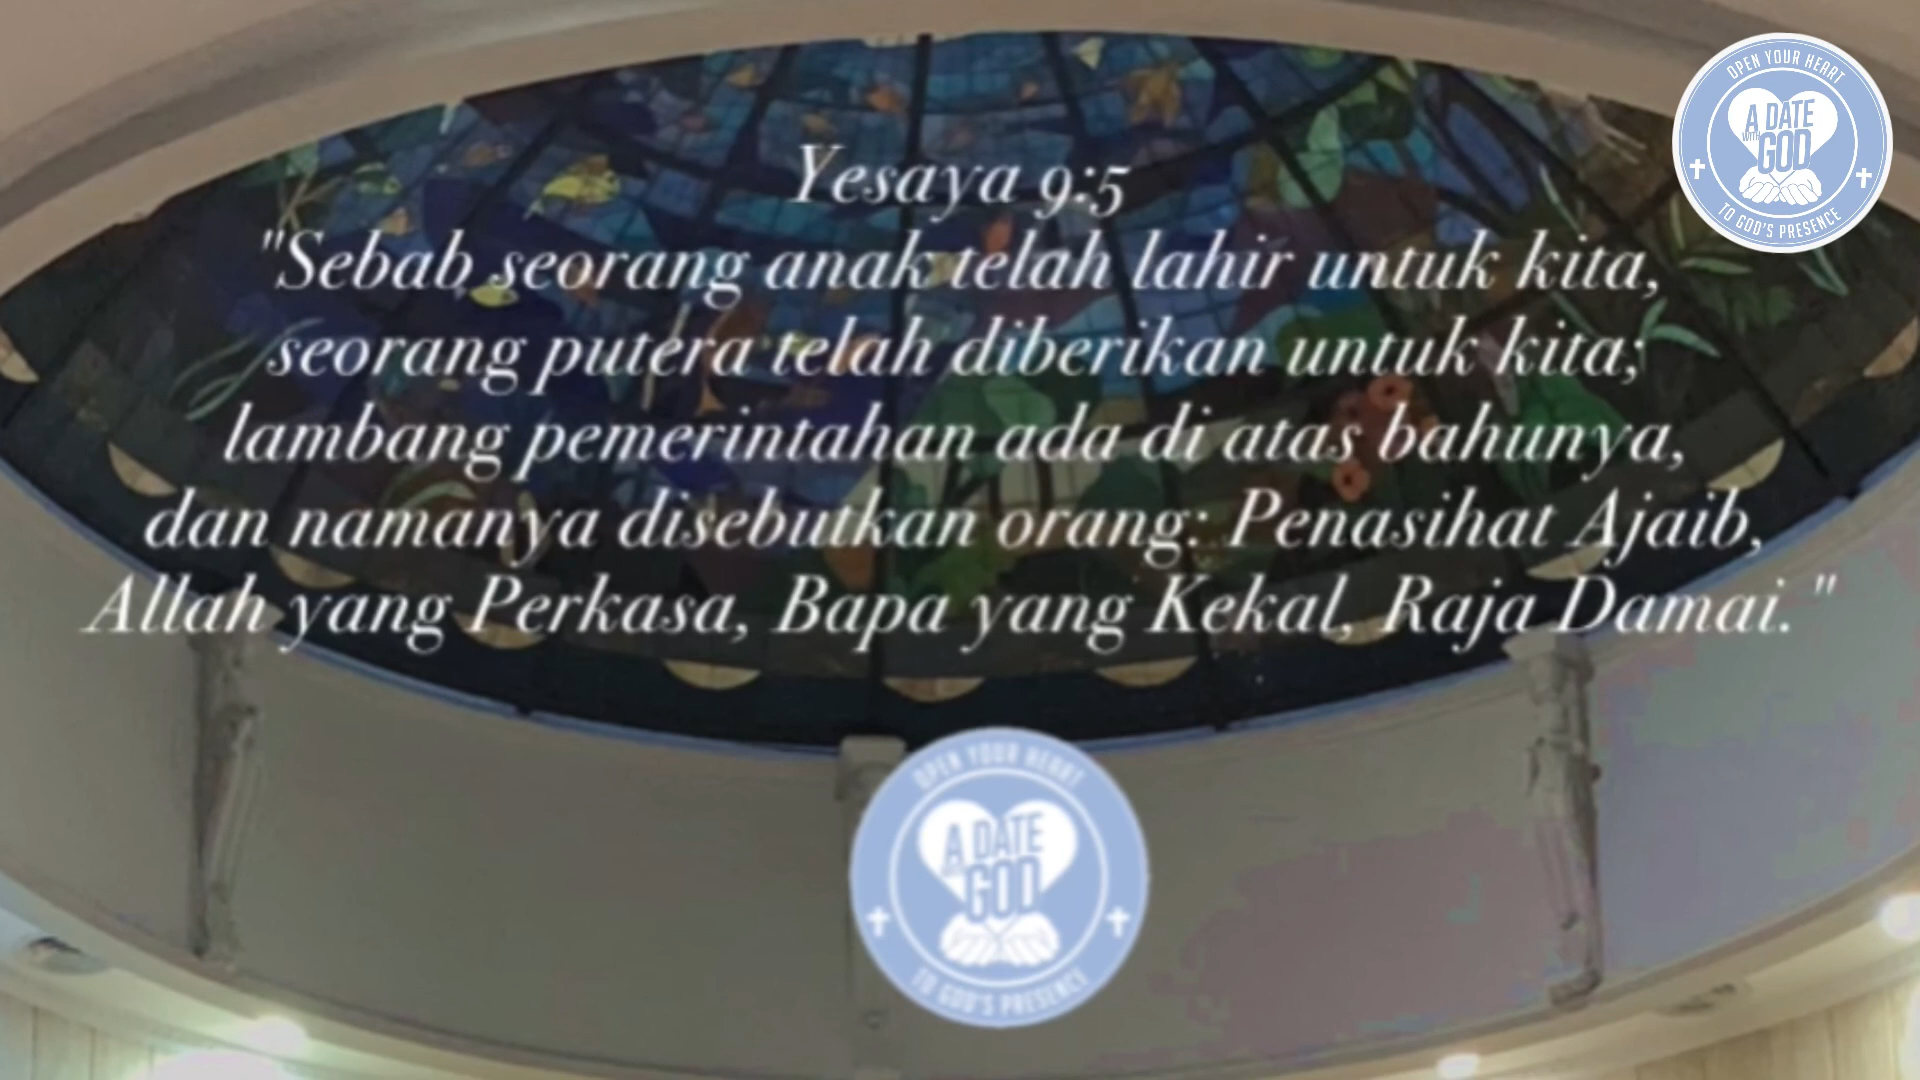 OPEN YOUR HEART
A DATE
WITH
GOD
TO GOD'S PRESENCE
Yesaya 9:5
"Sebab seorang anak telah lahir untuk kita,
seorang putera telah diberikan untuk kita;
lambang pemerintahan ada di atas bahunya,
dan namanya disebutkan orang: Penasihat Ajaib,
Allah yang Perkasa, Bapa yang Kekal, Raja Damai."
OPEN YOUR HEART
A DATE
GOD
TO GOD'S PRESENCE